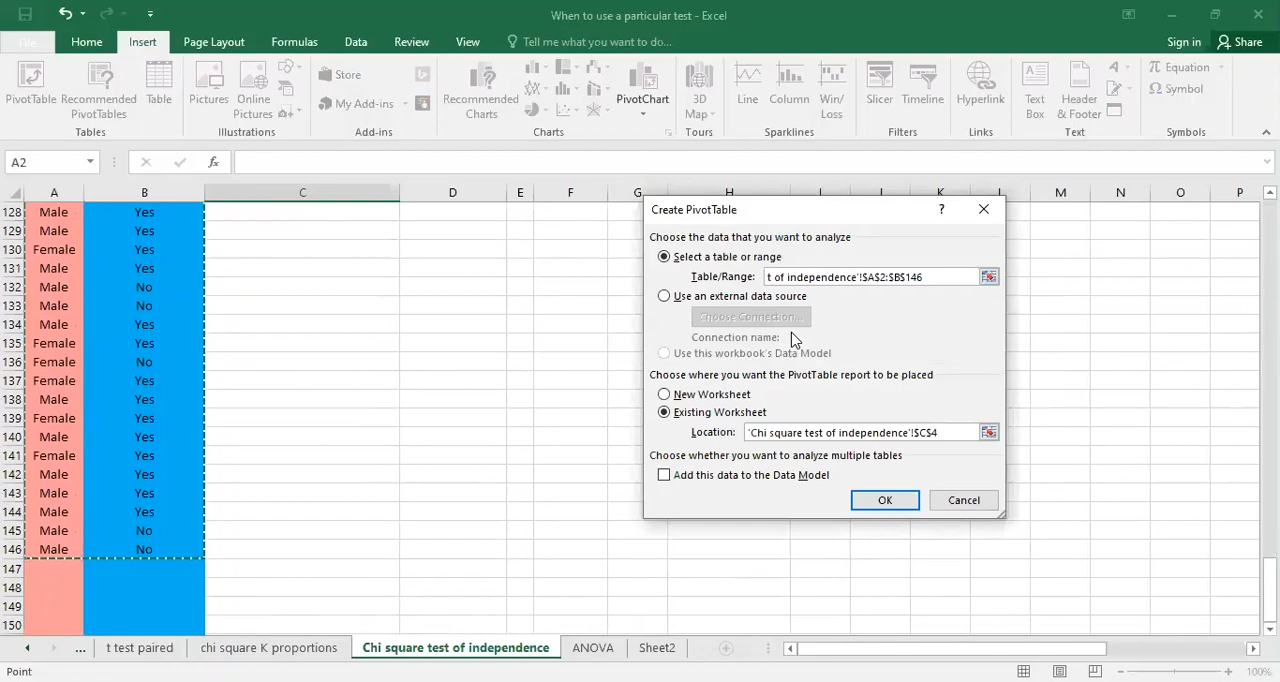 When to use a particular test - Excel
File Home Insert Page Layout Formulas Data Review View Tell me what you want to do... Sign in Share
PivotTable Recommended PivotTables Table Pictures Online Pictures Store My Add-ins Recommended Charts PivotChart 3D Map Line Column Win/Loss Slicer Timeline Hyperlink Text Box Header & Footer Equation Symbol
Tables Illustrations Add-ins Charts Tours Sparklines Filters Links Text Symbols
A2 fx
A B C D E F G H I J K L M N O P
128 Male Yes
129 Male Yes
130 Female Yes
131 Male Yes
132 Male No
133 Male No
134 Male Yes
135 Female Yes
136 Female No
137 Female Yes
138 Male Yes
139 Female Yes
140 Male Yes
141 Female Yes
142 Male Yes
143 Male Yes
144 Male Yes
145 Male No
146 Male No
147
148
149
150
Create PivotTable ?
Choose the data that you want to analyze
Select a table or range
Table/Range: t of independence'!$A$2:$B$146
Use an external data source
Choose Connection...
Connection name:
Use this workbook's Data Model
Choose where you want the PivotTable report to be placed
New Worksheet
Existing Worksheet
Location: 'Chi square test of independence'!$C$4
Choose whether you want to analyze multiple tables
Add this data to the Data Model
OK Cancel
... t test paired chi square K proportions Chi square test of independence ANOVA Sheet2
Point 100%